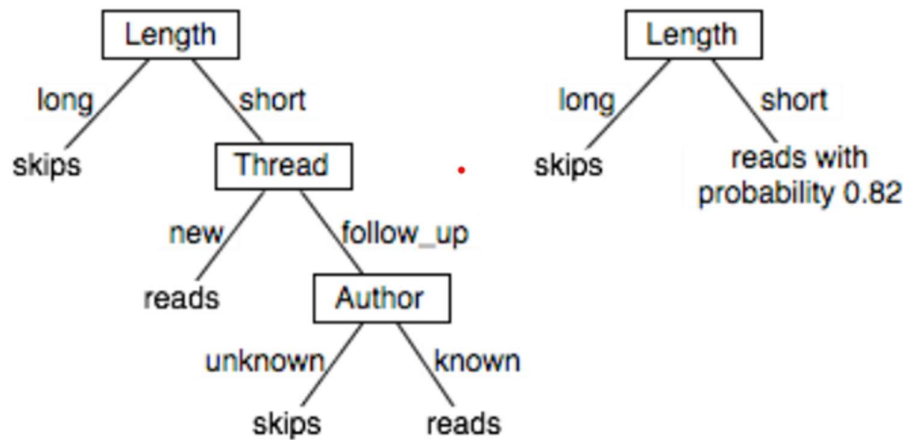 Length
long
short
skips
Thread
new
follow_up
reads
Author
unknown
known
skips
reads
Length
long
short
skips
reads with
probability 0.82